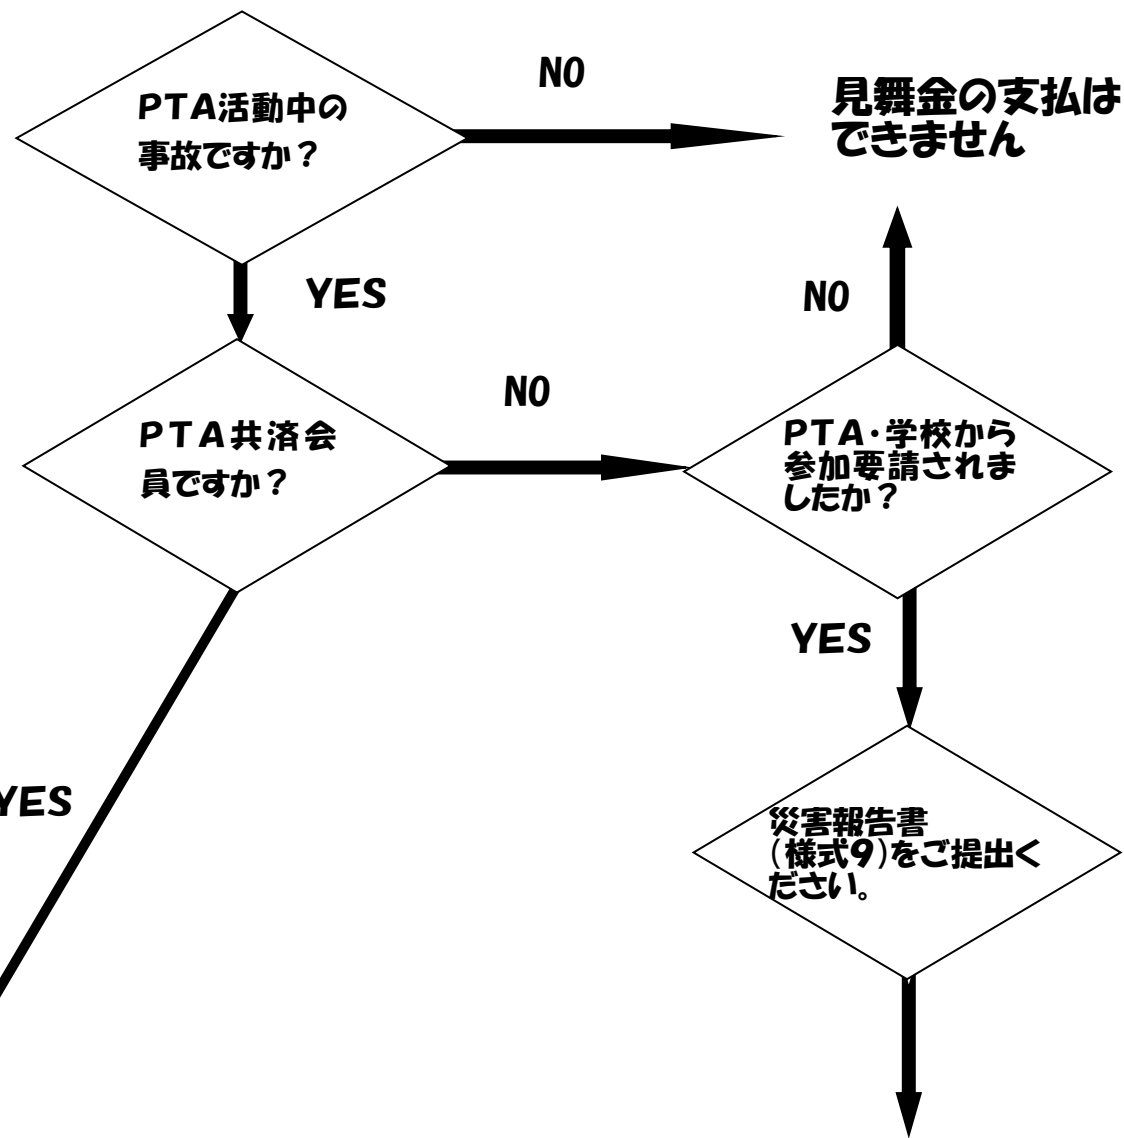 NO
PTA活動中の
事故ですか？
見舞金の支払は
できません
YES
NO
NO
PTA共済会
員ですか？
PTA・学校から
参加要請されま
したか？
YES
YES
災害報告書
(様式9)をご提出く
ださい。